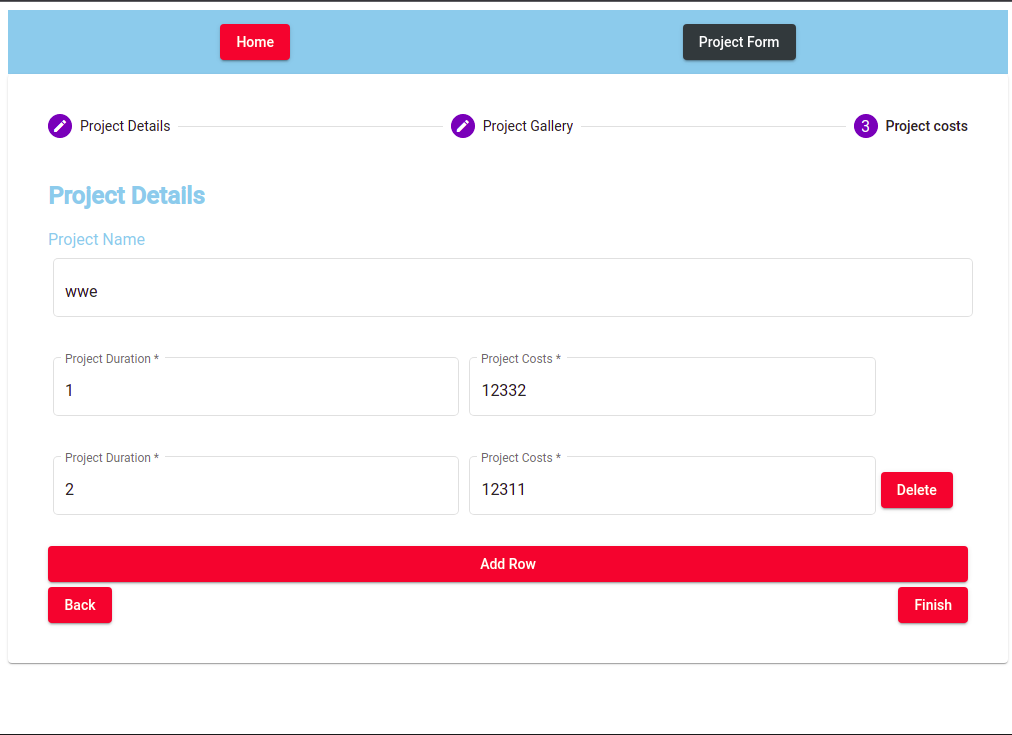 Home Project Form
Project Details Project Gallery 3 Project costs
Project Details
Project Name
wwe
Project Duration * Project Costs *
1 12332
Project Duration * Project Costs *
2 12311 Delete
Add Row
Back Finish